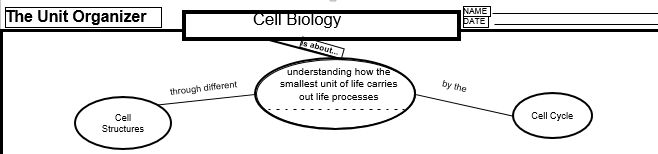 The Unit Organizer
Cell Biology
NAME
DATE
is about...
understanding how the
smallest unit of life carries
out life processes
through different
by the
Cell
Structures
Cell Cycle